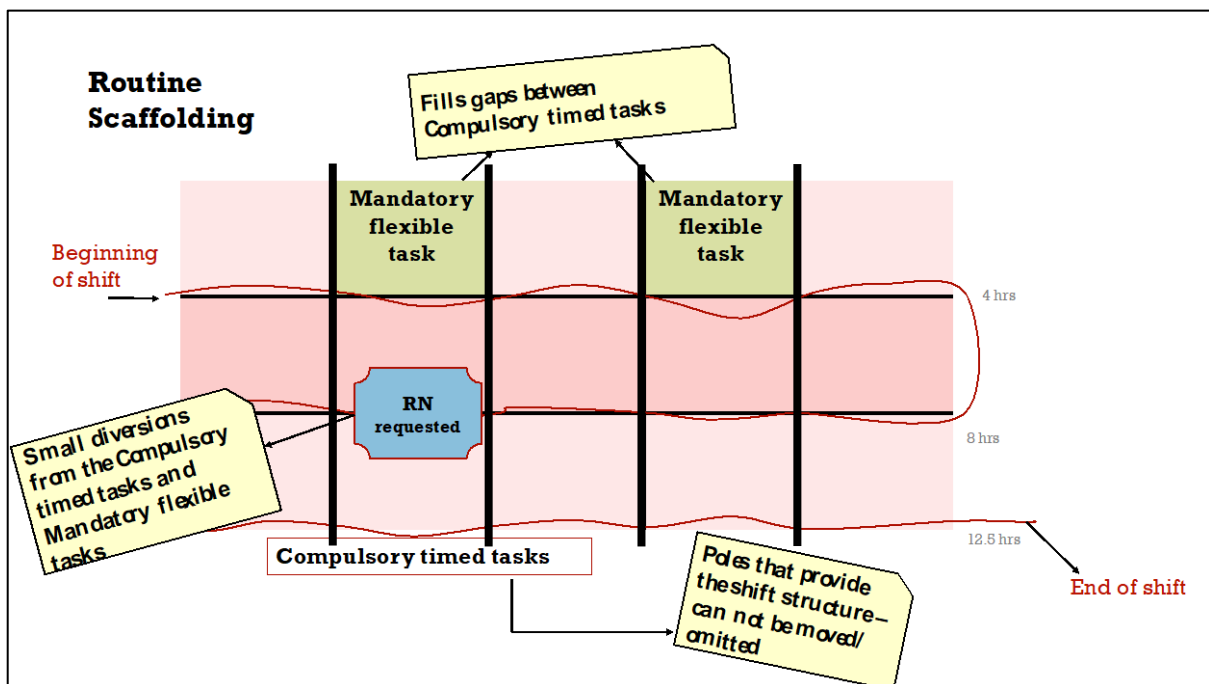 Routine
Scaffolding
Fills gaps between
Compulsory timed tasks
Mandatory
flexible
task
Mandatory
flexible
task
Beginning
of shift
4 hrs
RN
requested
8 hrs
Small diversions
from the Compulsory
timed tasks and
Mandatory flexible
tasks
12.5 hrs
Compulsory timed tasks
Poles that provide
the shift structure –
can not be moved/
omitted
End of shift